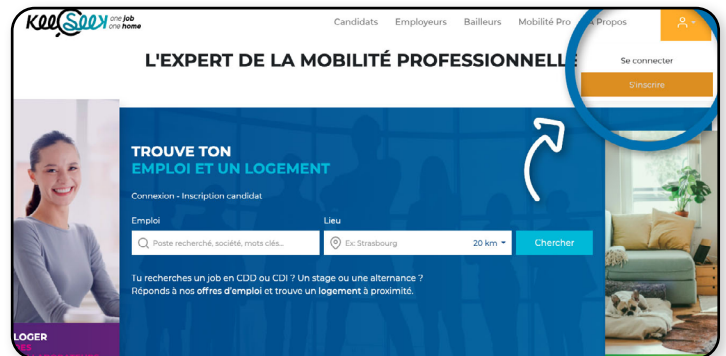 KeeSeek one job
one home
Candidats Employeurs Bailleurs Mobilité Pro A Propos
L'EXPERT DE LA MOBILITÉ PROFESSIONNELLE
Se connecter
S'inscrire
TROUVE TON
EMPLOI ET UN LOGEMENT
Connexion - Inscription candidat
Emploi Lieu
Poste recherché, société, mots clés... Ex: Strasbourg 20 km Chercher
Tu recherches un job en CDD ou CDI ? Un stage ou une alternance ?
Réponds à nos offres d'emploi et trouve un logement à proximité.
LOGER